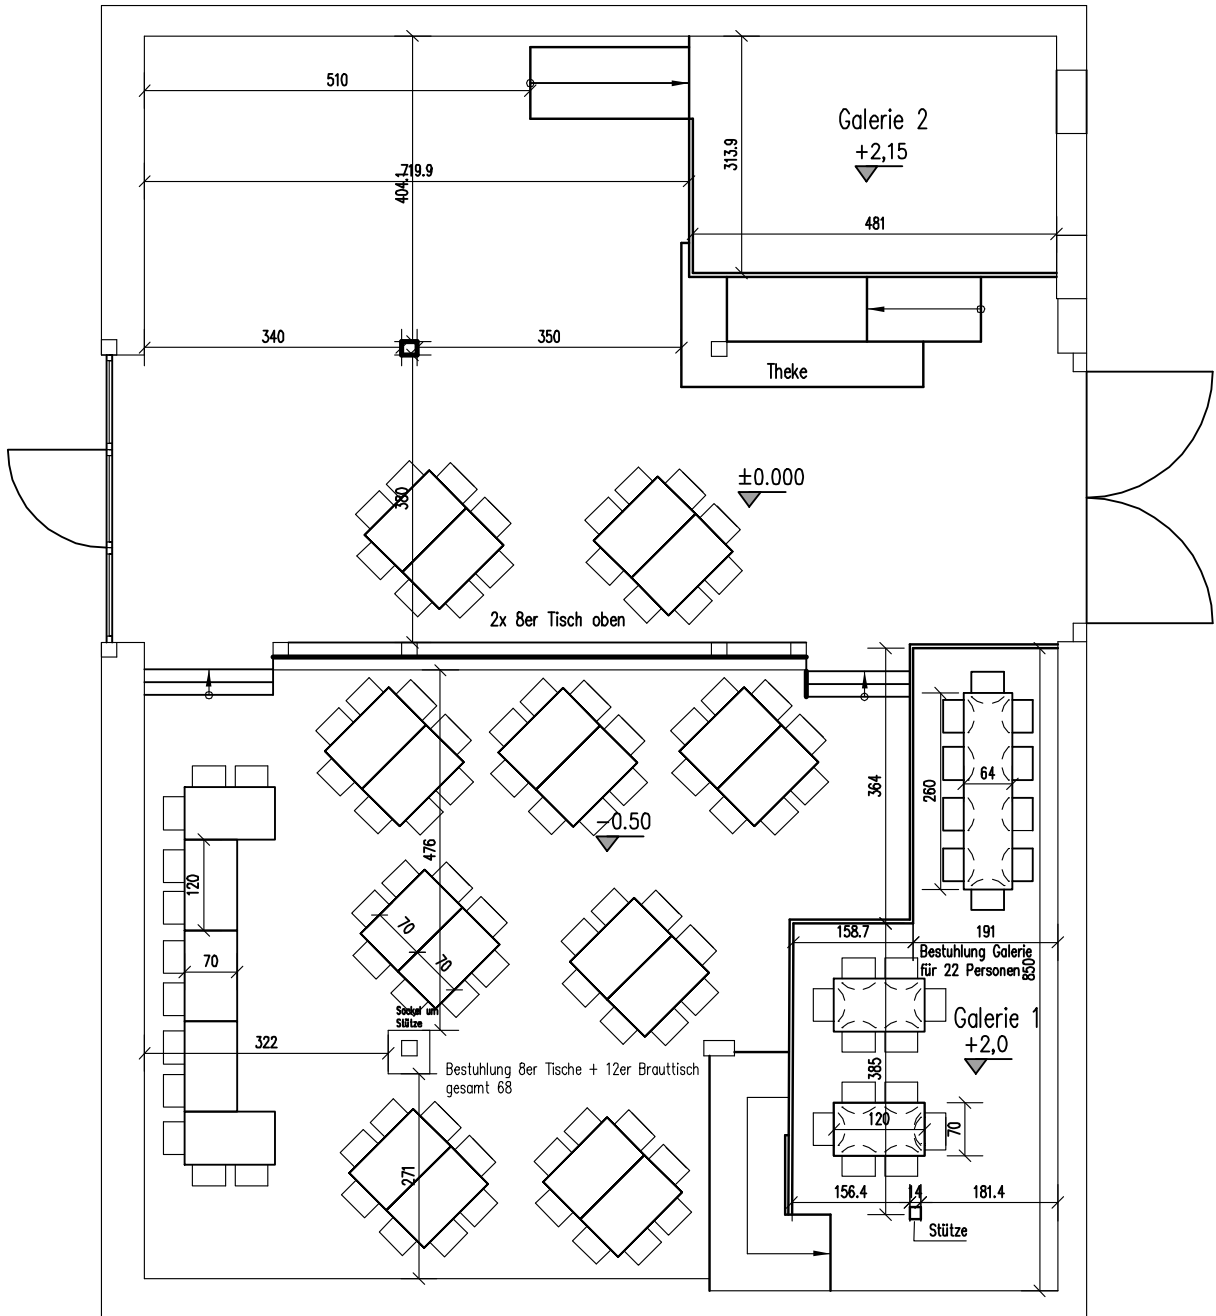 510
Galerie 2
+2,15
313.9
719.9
404.1
481
340
350
Theke
±0.000
380
2x 8er Tisch oben
364
260
64
-0.50
476
120
70
70
70
158.7
191
Bestuhlung Galerie
für 22 Personen
850
Sockel um
Stütze
Galerie 1
+2,0
322
Bestuhlung 8er Tische + 12er Brauttisch
gesamt 68
385
120
70
271
156.4
14
181.4
Stütze